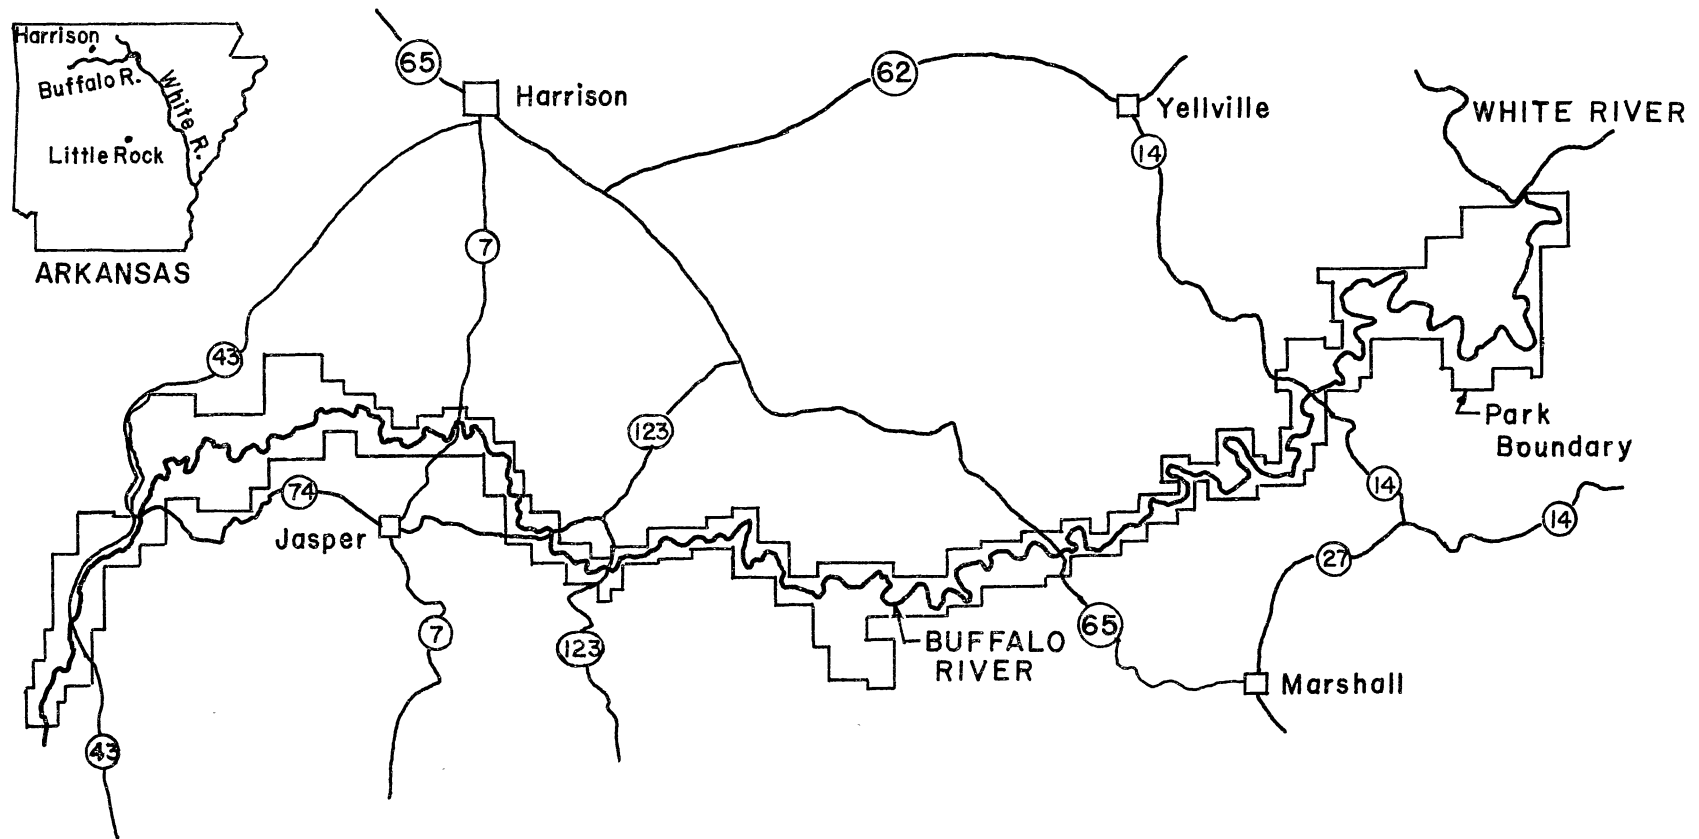 Harrison
Buffalo R.
White R.
Little Rock
ARKANSAS
65
Harrison
62
Yellville
14
WHITE RIVER
7
43
123
Park
Boundary
74
Jasper
14
14
27
7
123
BUFFALO
RIVER
65
Marshall
43